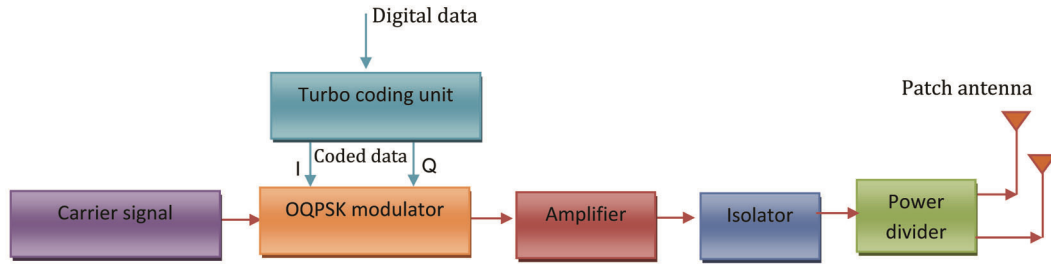 Digital data
Turbo coding unit
Patch antenna
I
Coded data
Q
Carrier signal
OQPSK modulator
Amplifier
Isolator
Power
divider